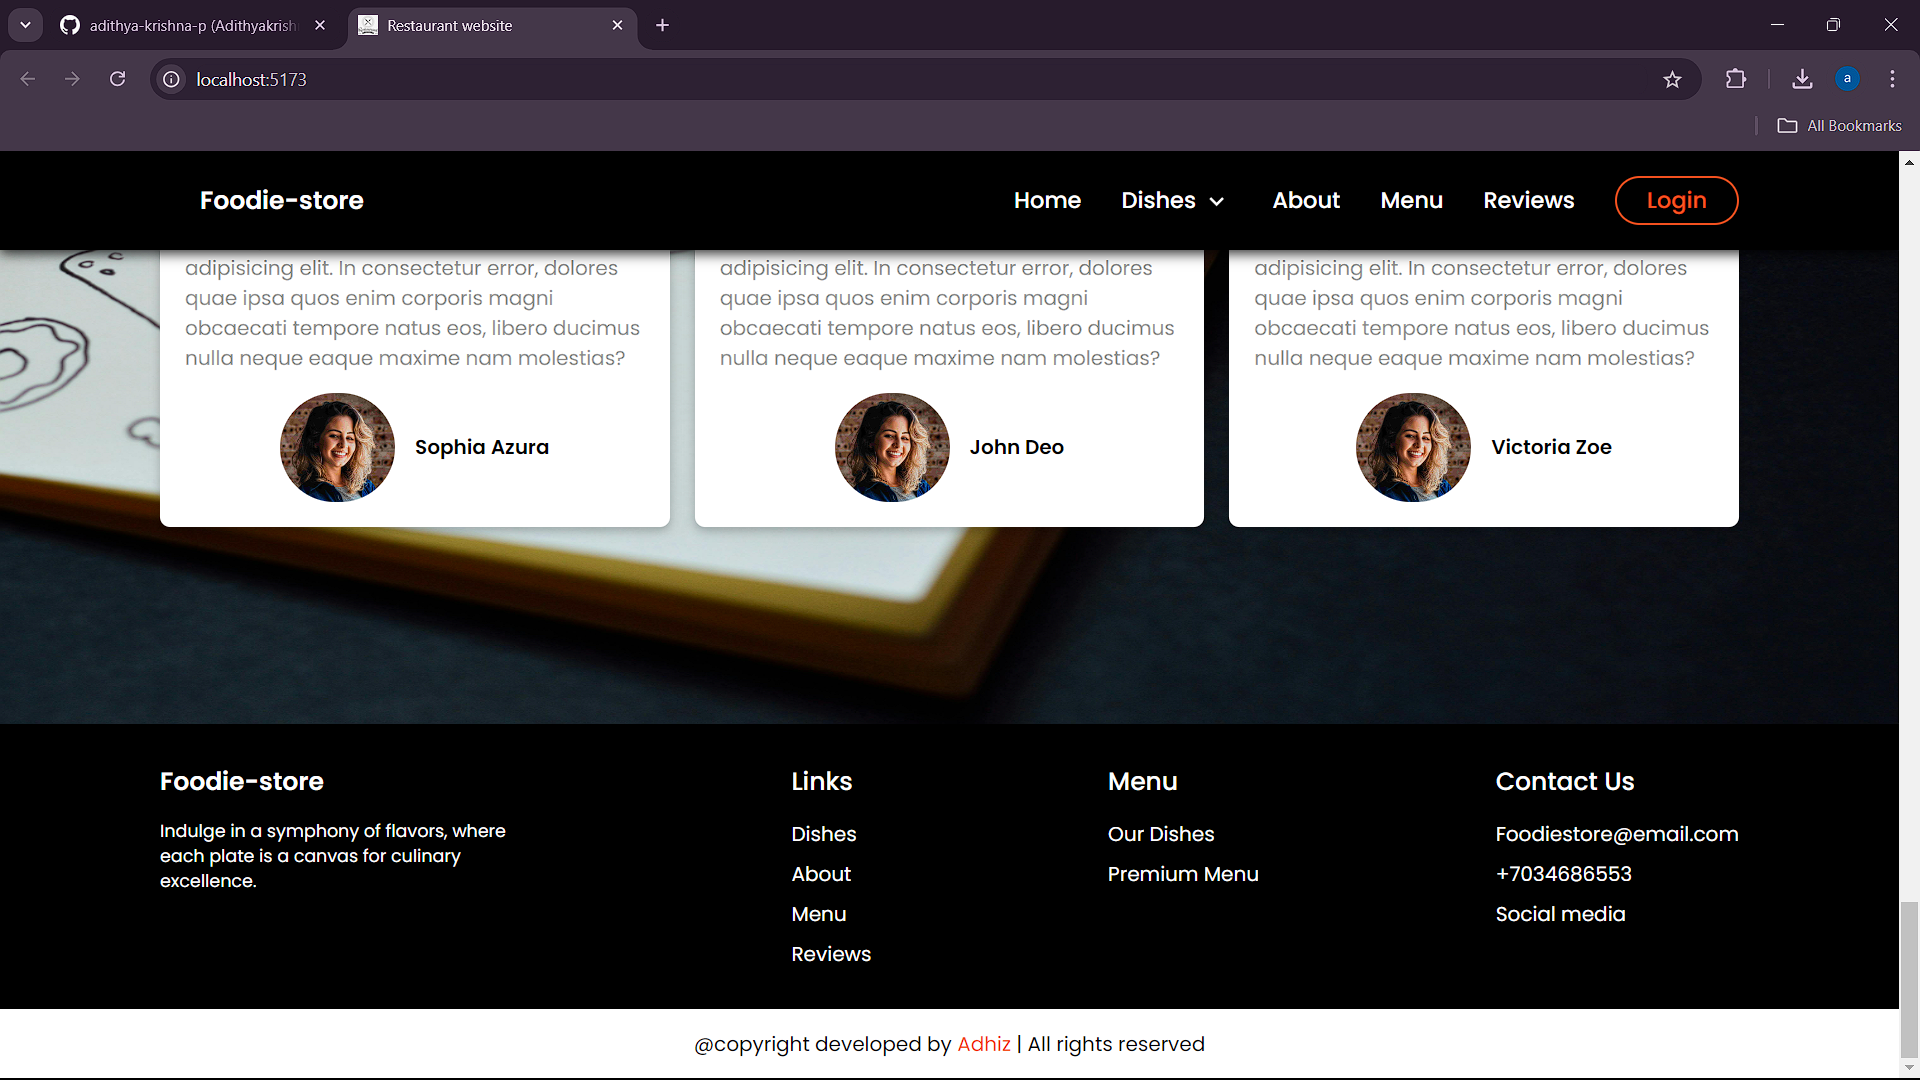 adithya-krishna-p (Adithyakrish
Restaurant website
localhost:5173
a
All Bookmarks
Foodie-store
Home
Dishes
About
Menu
Reviews
Login
adipisicing elit. In consectetur error, dolores
quae ipsa quos enim corporis magni
obcaecati tempore natus eos, libero ducimus
nulla neque eaque maxime nam molestias?
Sophia Azura
adipisicing elit. In consectetur error, dolores
quae ipsa quos enim corporis magni
obcaecati tempore natus eos, libero ducimus
nulla neque eaque maxime nam molestias?
John Deo
adipisicing elit. In consectetur error, dolores
quae ipsa quos enim corporis magni
obcaecati tempore natus eos, libero ducimus
nulla neque eaque maxime nam molestias?
Victoria Zoe
Foodie-store
Indulge in a symphony of flavors, where
each plate is a canvas for culinary
excellence.
Links
Dishes
About
Menu
Reviews
Menu
Our Dishes
Premium Menu
Contact Us
Foodiestore@email.com
+7034686553
Social media
@copyright developed by Adhiz | All rights reserved